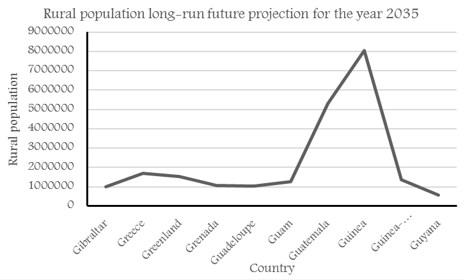 Rural population long-run future projection for the year 2035
9000000
8000000
7000000
6000000
5000000
4000000
3000000
2000000
1000000
0
Rural population
Gibraltar
Greece
Greenland
Grenada
Guadeloupe
Guam
Guatemala
Guinea
Guinea-…
Guyana
Country